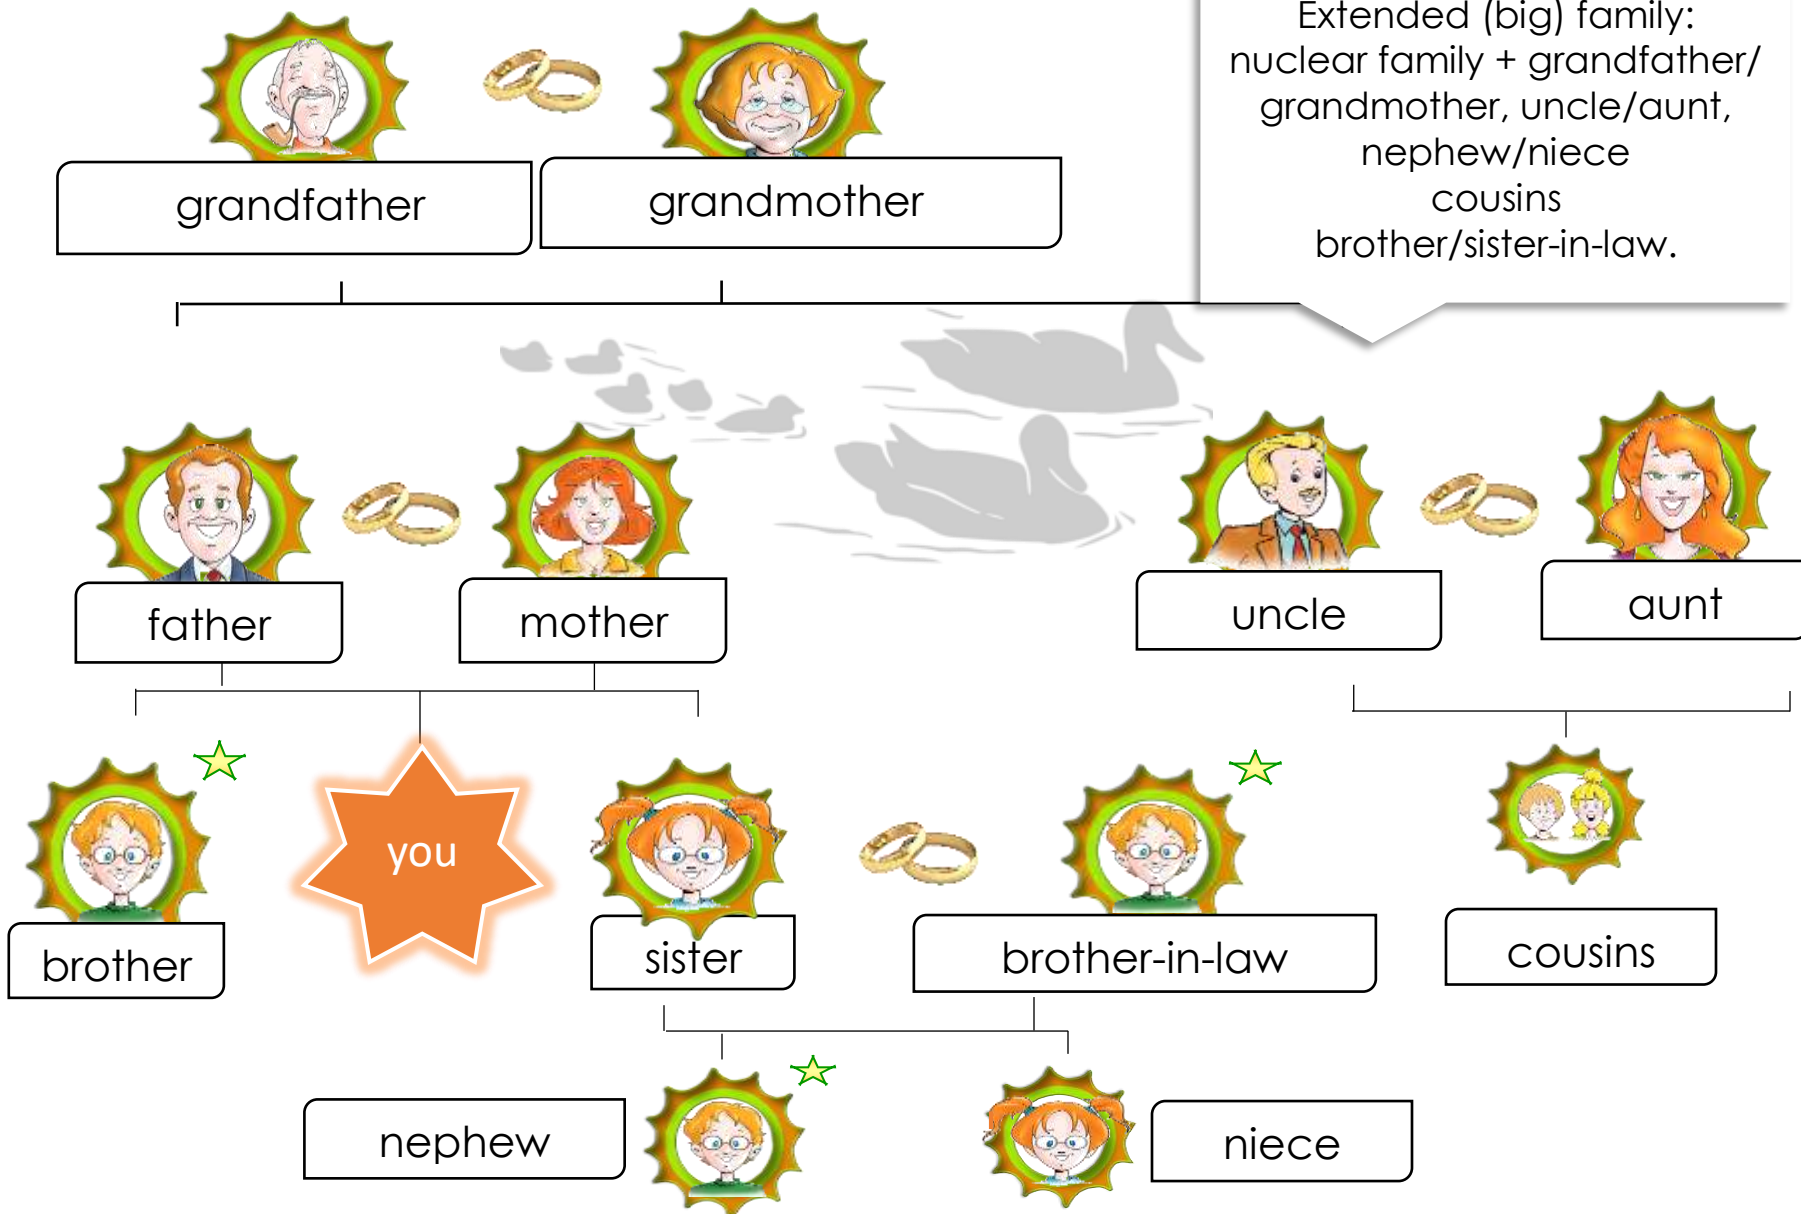 Extended (big) family:
nuclear family + grandfather/
grandmother, uncle/aunt,
nephew/niece
cousins
brother/sister-in-law.
grandfather
grandmother
father
mother
uncle
aunt
you
brother
sister
brother-in-law
cousins
nephew
niece